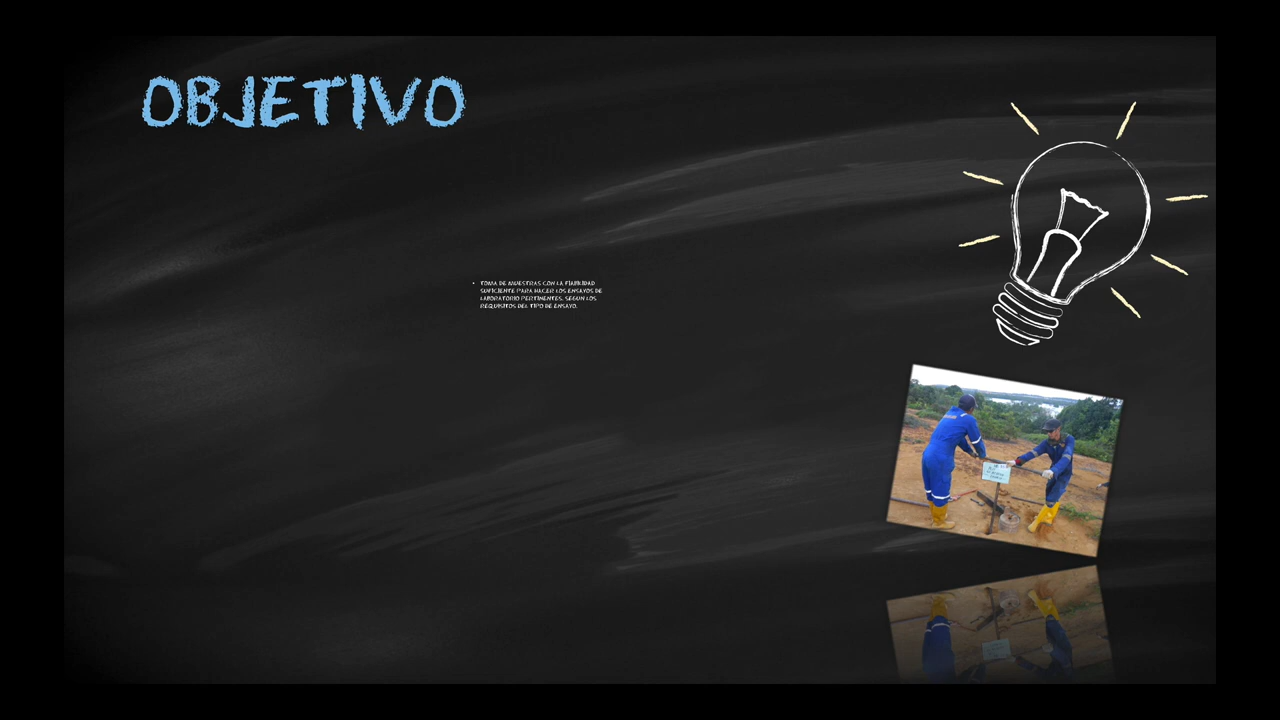 OBJETIVO
• TOMA DE MUESTRAS CON LA FIABILIDAD
SUFICIENTE PARA HACER LOS ENSAYOS DE
LABORATORIO PERTINENTES, SEGUN LOS
REQUISITOS DEL TIPO DE ENSAYO.